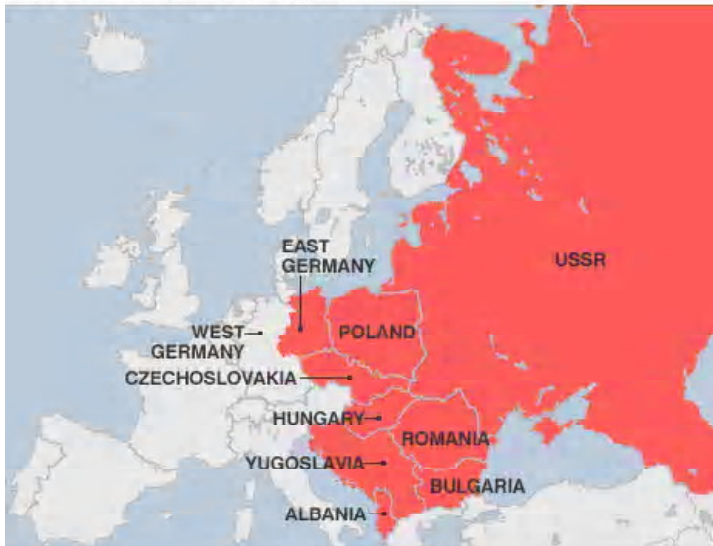 EAST
GERMANY
USSR
WEST
GERMANY
POLAND
CZECHOSLOVAKIA
HUNGARY
ROMANIA
YUGOSLAVIA
BULGARIA
ALBANIA